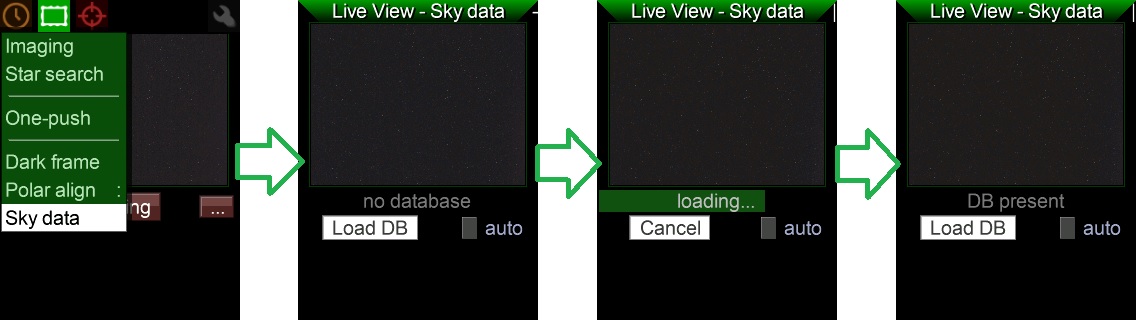 Imaging
Star search
One-push
Dark frame
Polar align :
Sky data
ng
...
Live View - Sky data
no database
Load DB
auto
Live View - Sky data
loading...
Cancel
auto
Live View - Sky data
DB present
Load DB
auto